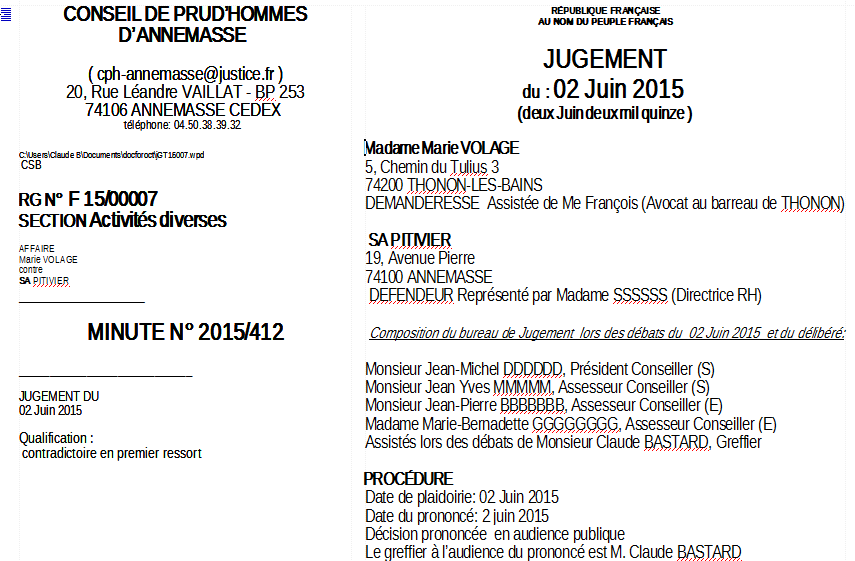 CONSEIL DE PRUD'HOMMES
D'ANNEMASSE
( cph-annemasse@justice.fr )
20, Rue Léandre VAILLAT - BP 253
74106 ANNEMASSE CEDEX
téléphone: 04.50.38.39.32
C:\Users\Claude B\Documents\docforoct\jGT15007.wpd
CSB
RG N° F 15/00007
SECTION Activités diverses
AFFAIRE
Marie VOLAGE
contre
SA PITIVIER
MINUTE N° 2015/412
JUGEMENT DU
02 Juin 2015
Qualification :
contradictoire en premier ressort
RÉPUBLIQUE FRANÇAISE
AU NOM DU PEUPLE FRANÇAIS
JUGEMENT
du : 02 Juin 2015
(deux Juin deux mil quinze )
Madame Marie VOLAGE
5, Chemin du Tulius 3
74200 THONON-LES-BAINS
DEMANDERESSE Assistée de Me François (Avocat au barreau de THONON)
SA PITIVIER
19, Avenue Pierre
74100 ANNEMASSE
DEFENDEUR Représenté par Madame SSSSSS (Directrice RH)
Composition du bureau de Jugement lors des débats du 02 Juin 2015 et du délibéré:
Monsieur Jean-Michel DDDDDD, Président Conseiller (S)
Monsieur Jean Yves MMMMM, Assesseur Conseiller (S)
Monsieur Jean-Pierre BBBBBBB, Assesseur Conseiller (E)
Madame Marie-Bernadette GGGGGGGG, Assesseur Conseiller (E)
Assistés lors des débats de Monsieur Claude BASTARD, Greffier
PROCÉDURE
Date de plaidoirie: 02 Juin 2015
Date du prononcé: 2 juin 2015
Décision prononcée en audience publique
Le greffier à l'audience du prononcé est M. Claude BASTARD